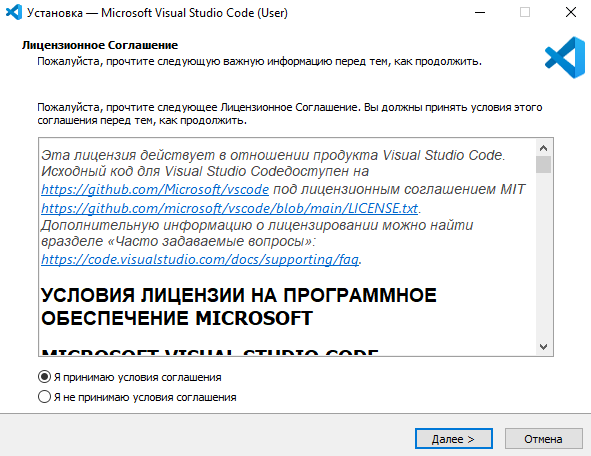 Установка — Microsoft Visual Studio Code (User)
Лицензионное Соглашение
Пожалуйста, прочтите следующую важную информацию перед тем, как продолжить.
Пожалуйста, прочтите следующее Лицензионное Соглашение. Вы должны принять условия этого
соглашения перед тем, как продолжить.
Эта лицензия действует в отношении продукта Visual Studio Code.
Исходный код для Visual Studio Codeдоступен на
https://github.com/Microsoft/vscode под лицензионным соглашением MIT
https://github.com/microsoft/vscode/blob/main/LICENSE.txt.
Дополнительную информацию о лицензировании можно найти
вразделе «Часто задаваемые вопросы»:
https://code.visualstudio.com/docs/supporting/faq.
УСЛОВИЯ ЛИЦЕНЗИИ НА ПРОГРАММНОЕ
ОБЕСПЕЧЕНИЕ MICROSOFT
MICROSOFT VISUAL STUDIO CODE
Я принимаю условия соглашения
Я не принимаю условия соглашения
Далее >
Отмена